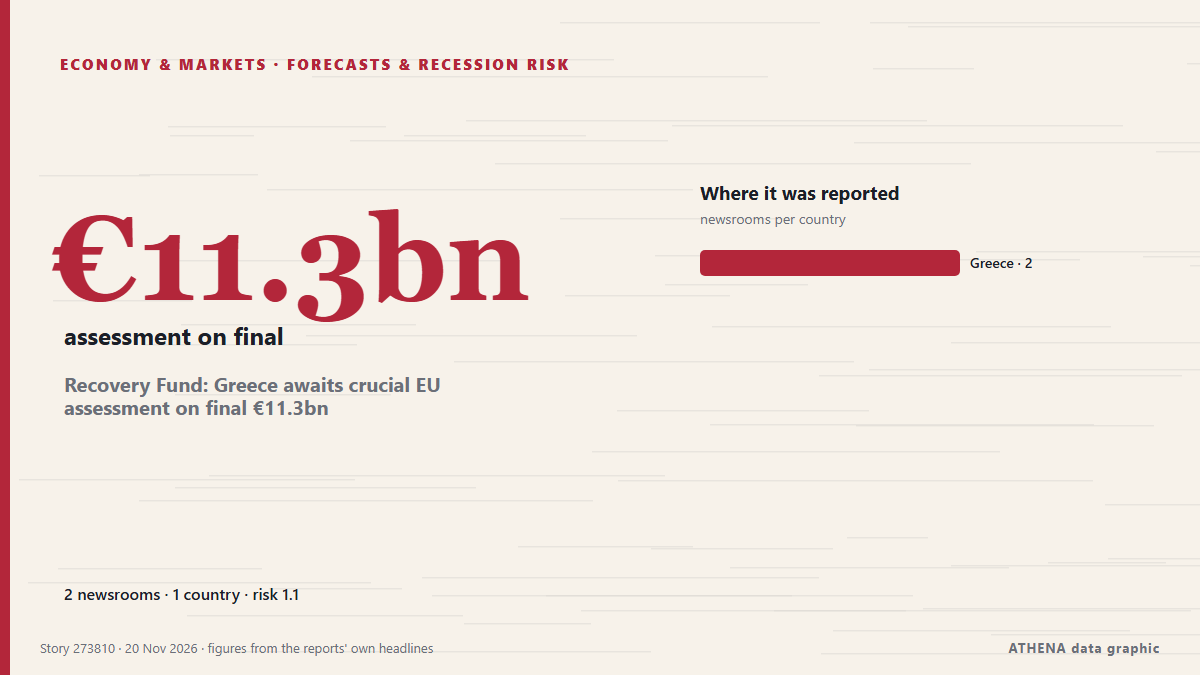 ECONOMY & MARKETS · FORECASTS & RECESSION RISK
€11.3bn
assessment on final
Recovery Fund: Greece awaits crucial EU
assessment on final €11.3bn
Where it was reported
newsrooms per country
Greece · 2
2 newsrooms · 1 country · risk 1.1
Story 273810 · 20 Nov 2026 · figures from the reports' own headlines
ATHENA data graphic